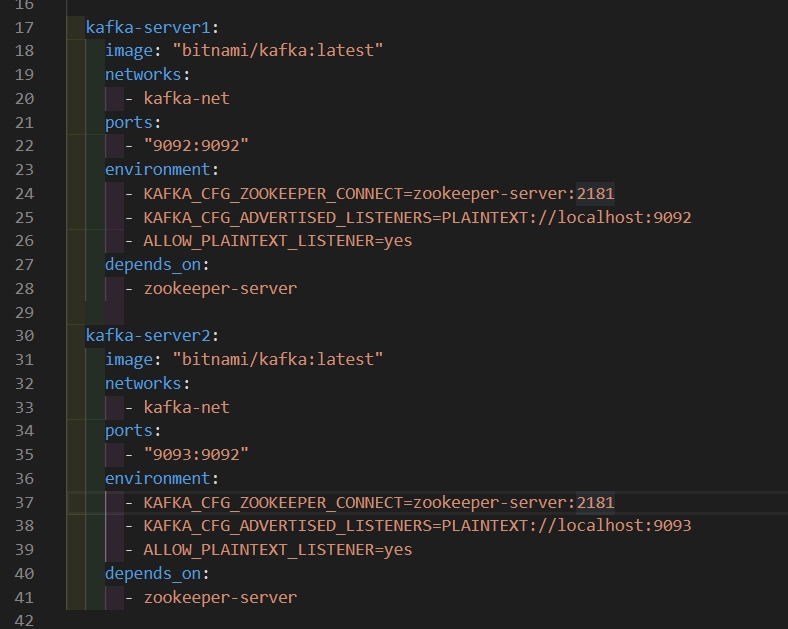 16
17 kafka-server1:
18 image: "bitnami/kafka:latest"
19 networks:
20 - kafka-net
21 ports:
22 - "9092:9092"
23 environment:
24 - KAFKA_CFG_ZOOKEEPER_CONNECT=zookeeper-server:2181
25 - KAFKA_CFG_ADVERTISED_LISTENERS=PLAINTEXT://localhost:9092
26 - ALLOW_PLAINTEXT_LISTENER=yes
27 depends_on:
28 - zookeeper-server
29
30 kafka-server2:
31 image: "bitnami/kafka:latest"
32 networks:
33 - kafka-net
34 ports:
35 - "9093:9092"
36 environment:
37 - KAFKA_CFG_ZOOKEEPER_CONNECT=zookeeper-server:2181
38 - KAFKA_CFG_ADVERTISED_LISTENERS=PLAINTEXT://localhost:9093
39 - ALLOW_PLAINTEXT_LISTENER=yes
40 depends_on:
41 - zookeeper-server
42